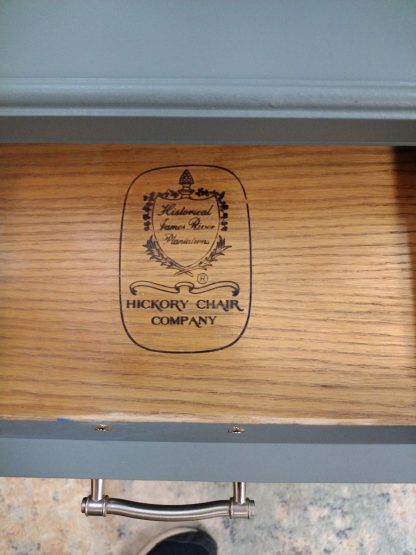 Historical
James River
Plantations
H
HICKORY CHAIR
COMPANY